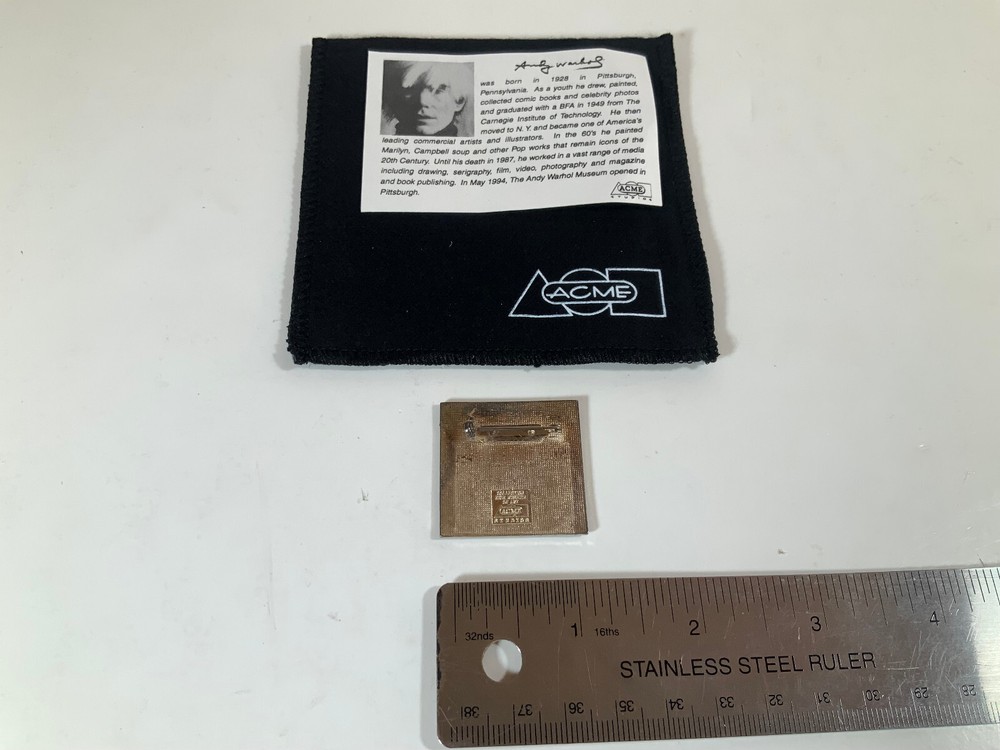 Andy Warhol
was born in 1928 in Pittsburgh,
Pennsylvania. As a youth he drew, painted,
collected comic books and celebrity photos
and graduated with a BFA in 1949 from The
Carnegie Institute of Technology. He then
moved to N.Y. and became one of America's
leading commercial artists and illustrators. In the 60's he painted
Marilyn, Campbell soup and other Pop works that remain icons of the
20th Century. Until his death in 1987, he worked in a vast range of media
including drawing, serigraphy, film, video, photography and magazine
and book publishing. In May 1994, The Andy Warhol Museum opened in
Pittsburgh.
ACME
STUDIOS
ACME
ACME
1 2 3 4
32nds 16ths
STAINLESS STEEL RULER
38 37 36 35 34 33 32 31 30 29 28